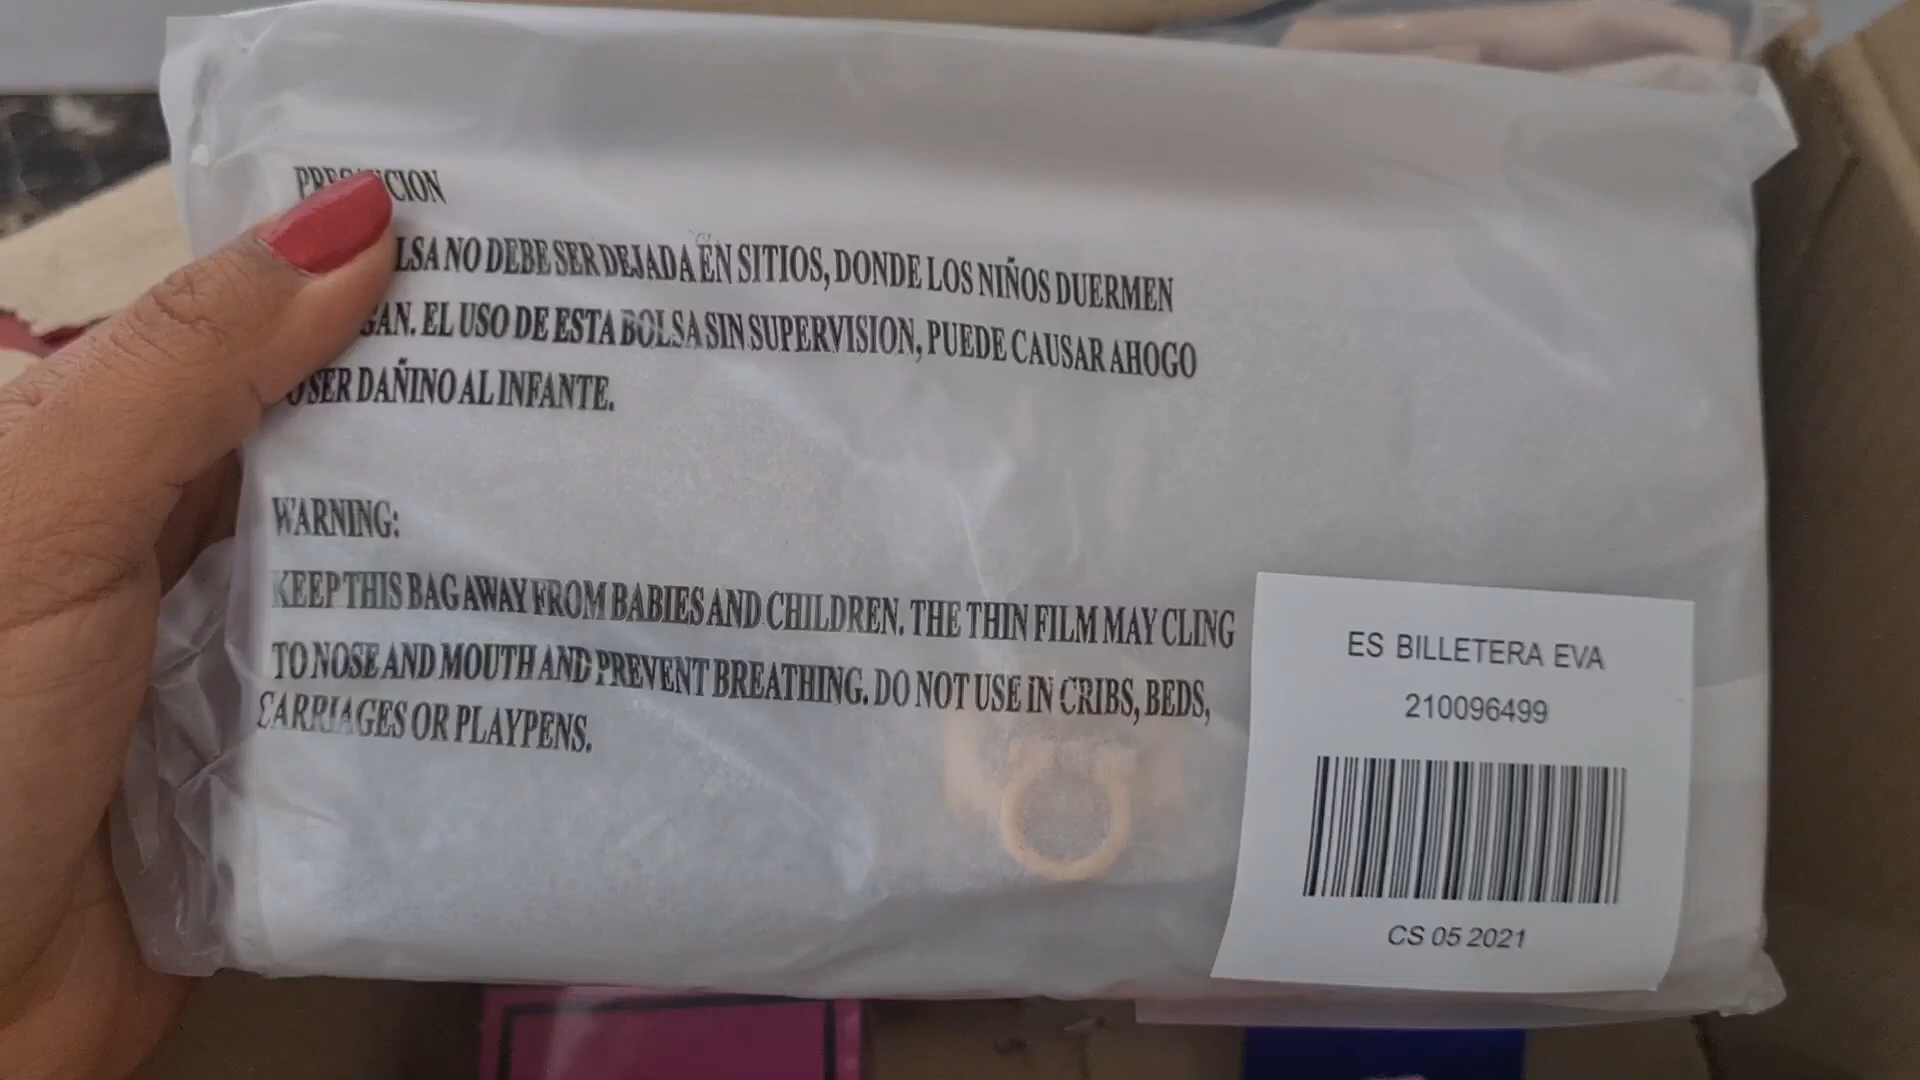 LSA NO DEBE SER DEJADA EN SITIOS, DONDE LOS NIÑOS DUERMEN
GAN. EL USO DE ESTA BOLSA SIN SUPERVISION, PUEDE CAUSAR AHOGO
O SER DAÑINO AL INFANTE.
WARNING:
KEEP THIS BAG AWAY FROM BABIES AND CHILDREN. THE THIN FILM MAY CLING
TO NOSE AND MOUTH AND PREVENT BREATHING. DO NOT USE IN CRIBS, BEDS,
CARRIAGES OR PLAYPENS.
ES BILLETERA EVA
210096499
CS 05 2021